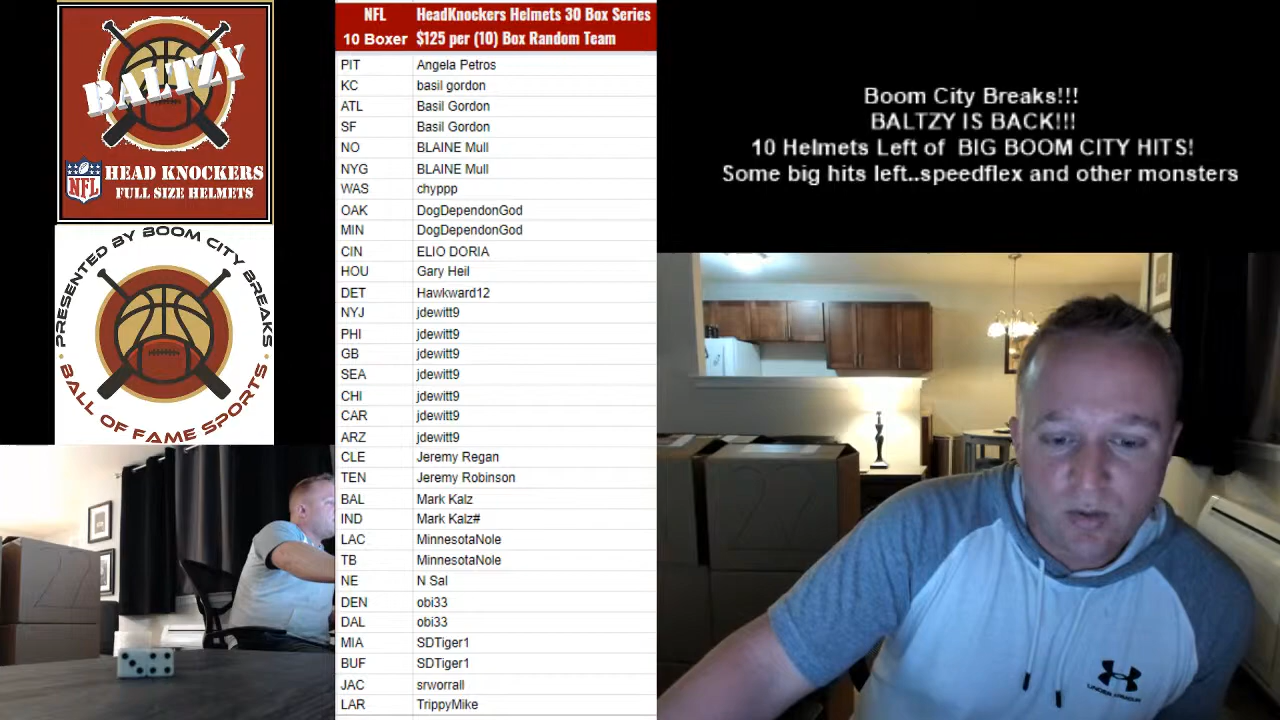 BALTZY
NFL
HEAD KNOCKERS
FULL SIZE HELMETS
PRESENTED BY BOOM CITY BREAKS
BALL OF FAME SPORTS
NFL HeadKnockers Helmets 30 Box Series
10 Boxer $125 per (10) Box Random Team
PIT Angela Petros
KC basil gordon
ATL Basil Gordon
SF Basil Gordon
NO BLAINE Mull
NYG BLAINE Mull
WAS chyppp
OAK DogDependonGod
MIN DogDependonGod
CIN ELIO DORIA
HOU Gary Heil
DET Hawkward12
NYJ jdewitt9
PHI jdewitt9
GB jdewitt9
SEA jdewitt9
CHI jdewitt9
CAR jdewitt9
ARZ jdewitt9
CLE Jeremy Regan
TEN Jeremy Robinson
BAL Mark Kalz
IND Mark Kalz#
LAC MinnesotaNole
TB MinnesotaNole
NE N Sal
DEN obi33
DAL obi33
MIA SDTiger1
BUF SDTiger1
JAC srworrall
LAR TrippyMike
Boom City Breaks!!!
BALTZY IS BACK!!!
10 Helmets Left of BIG BOOM CITY HITS!
Some big hits left..speedflex and other monsters
22
22
UNDER ARMOUR